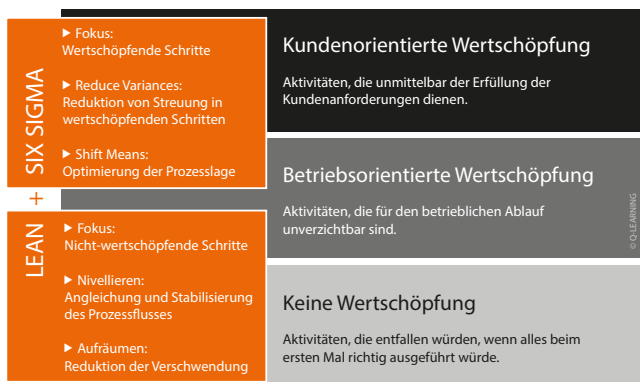 SIX SIGMA
▶ Fokus:
Wertschöpfende Schritte
▶ Reduce Variances:
Reduktion von Streuung in
wertschöpfenden Schritten
▶ Shift Means:
Optimierung der Prozesslage
+
LEAN
▶ Fokus:
Nicht-wertschöpfende Schritte
▶ Nivellieren:
Angleichung und Stabilisierung
des Prozessflusses
▶ Aufräumen:
Reduktion der Verschwendung
Kundenorientierte Wertschöpfung
Aktivitäten, die unmittelbar der Erfüllung der
Kundenanforderungen dienen.
Betriebsorientierte Wertschöpfung
Aktivitäten, die für den betrieblichen Ablauf
unverzichtbar sind.
Keine Wertschöpfung
Aktivitäten, die entfallen würden, wenn alles beim
ersten Mal richtig ausgeführt würde.
© Q-LEARNING